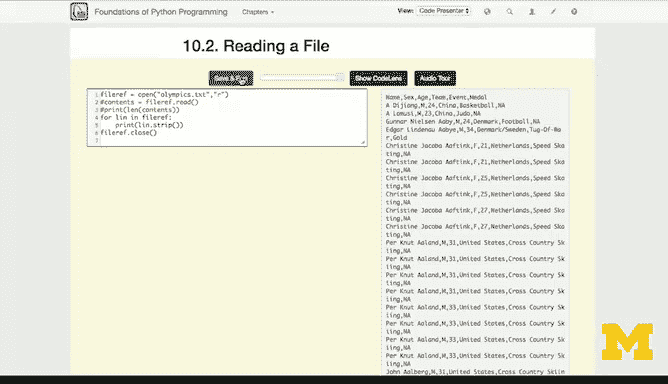 Foundations of Python Programming
Chapters
View:
Code Presenter
10.2. Reading a File
Show CodeLens
Audio Tour
1 fileref = open("olympics.txt","r")
2 #contents = fileref.read()
3 #print(len(contents))
4 for lin in fileref:
5 print(lin.strip())
6 fileref.close()
7
Name,Sex,Age,Team,Event,Medal
A Dijiang,M,24,China,Basketball,NA
A Lamusi,M,23,China,Judo,NA
Gunnar Nielsen Aaby,M,24,Denmark,Football,NA
Edgar Lindenau Aabye,M,34,Denmark/Sweden,Tug-Of-Wa
r,Gold
Christine Jacoba Aaftink,F,21,Netherlands,Speed Ska
ting,NA
Christine Jacoba Aaftink,F,21,Netherlands,Speed Ska
ting,NA
Christine Jacoba Aaftink,F,25,Netherlands,Speed Ska
ting,NA
Christine Jacoba Aaftink,F,25,Netherlands,Speed Ska
ting,NA
Christine Jacoba Aaftink,F,27,Netherlands,Speed Ska
ting,NA
Christine Jacoba Aaftink,F,27,Netherlands,Speed Ska
ting,NA
Per Knut Aaland,M,31,United States,Cross Country Sk
iing,NA
Per Knut Aaland,M,31,United States,Cross Country Sk
iing,NA
Per Knut Aaland,M,31,United States,Cross Country Sk
iing,NA
Per Knut Aaland,M,31,United States,Cross Country Sk
iing,NA
Per Knut Aaland,M,33,United States,Cross Country Sk
iing,NA
Per Knut Aaland,M,33,United States,Cross Country Sk
iing,NA
Per Knut Aaland,M,33,United States,Cross Country Sk
iing,NA
Per Knut Aaland,M,33,United States,Cross Country Sk
iing,NA
John Aalberg,M,31,United States,Cross Country Skiin
M